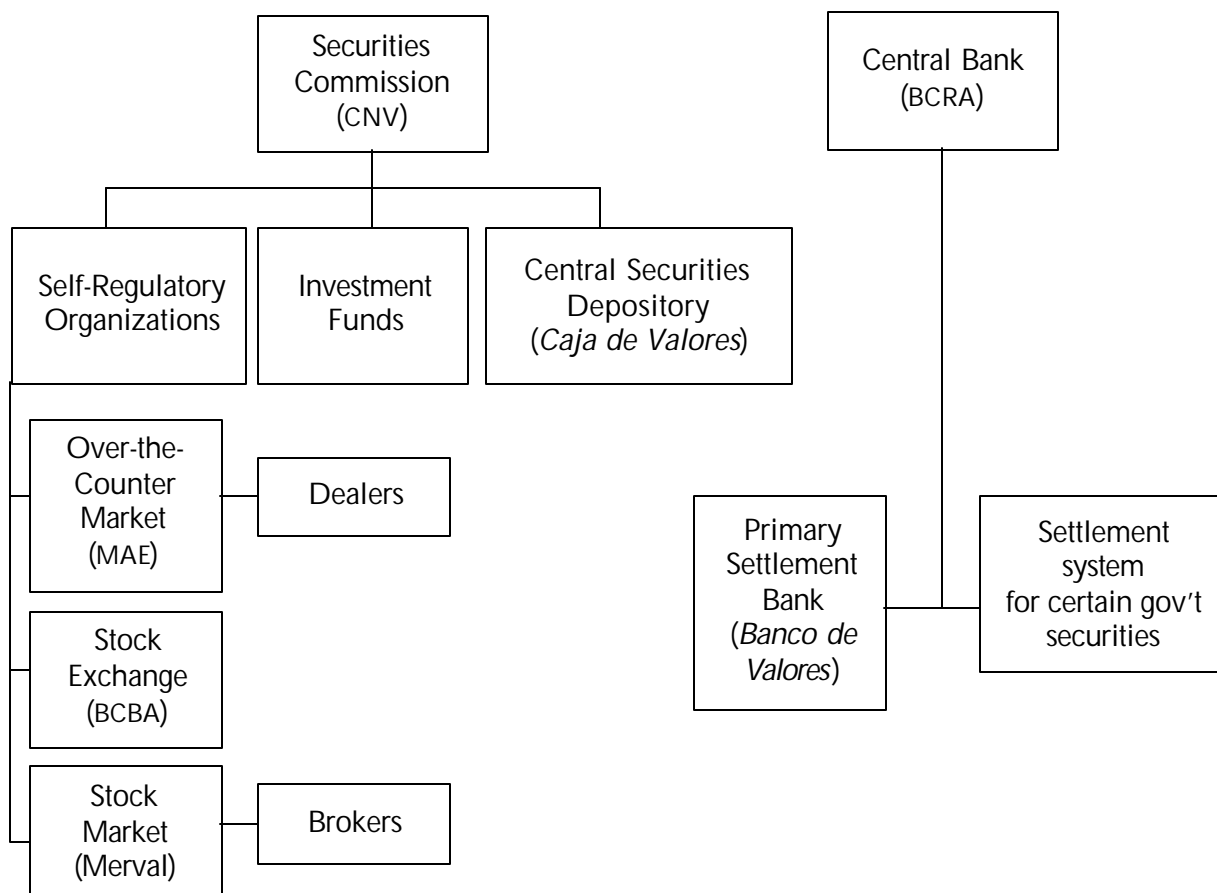 Securities
Commission
(CNV)
Central Bank
(BCRA)
Self-Regulatory
Organizations
Investment
Funds
Central Securities
Depository
(Caja de Valores)
Over-the-
Counter
Market
(MAE)
Dealers
Primary
Settlement
Bank
(Banco de
Valores)
Settlement
system
for certain gov't
securities
Stock
Exchange
(BCBA)
Stock
Market
(Merval)
Brokers